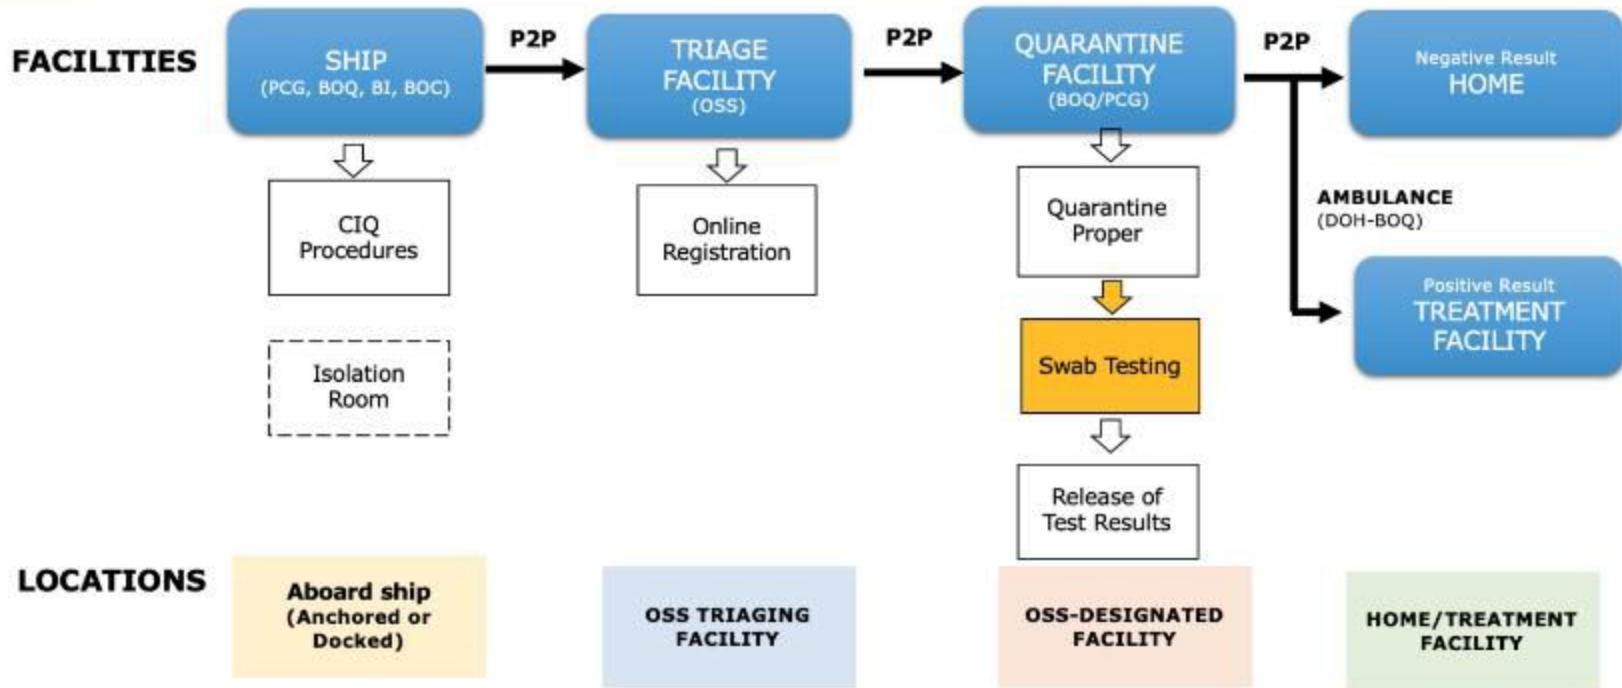 FACILITIES
SHIP
(PCG, BOQ, BI, BOC)
P2P
TRIAGE
FACILITY
(OSS)
P2P
QUARANTINE
FACILITY
(BOQ/PCG)
P2P
Negative Result
HOME
CIQ
Procedures
Online
Registration
Quarantine
Proper
AMBULANCE
(DOH-BOQ)
Positive Result
TREATMENT
FACILITY
Isolation
Room
Swab Testing
Release of
Test Results
LOCATIONS
Aboard ship
(Anchored or
Docked)
OSS TRIAGING
FACILITY
OSS-DESIGNATED
FACILITY
HOME/TREATMENT
FACILITY